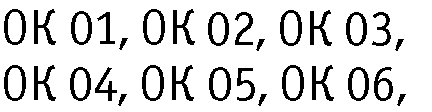 ОК 01, ОК 02, ОК 03,
ОК 04, ОК 05, ОК 06,